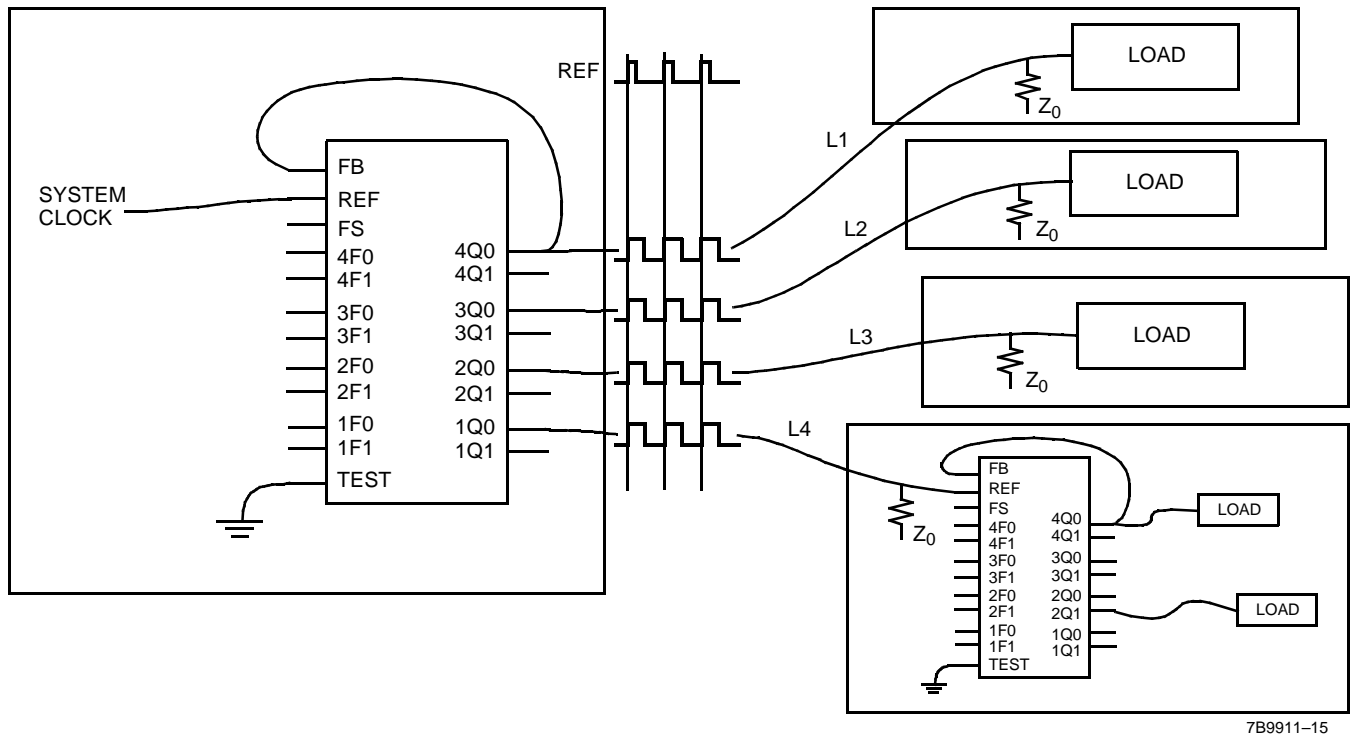 REF
SYSTEM
CLOCK
FB
REF
FS
4F0
4F1
3F0
3F1
2F0
2F1
1F0
1F1
TEST
4Q0
4Q1
3Q0
3Q1
2Q0
2Q1
1Q0
1Q1
L1
L2
L3
L4
LOAD
Z0
LOAD
Z0
LOAD
Z0
Z0
FB
REF
FS
4F0
4F1
3F0
3F1
2F0
2F1
1F0
1F1
TEST
4Q0
4Q1
3Q0
3Q1
2Q0
2Q1
1Q0
1Q1
LOAD
LOAD
7B9911–15